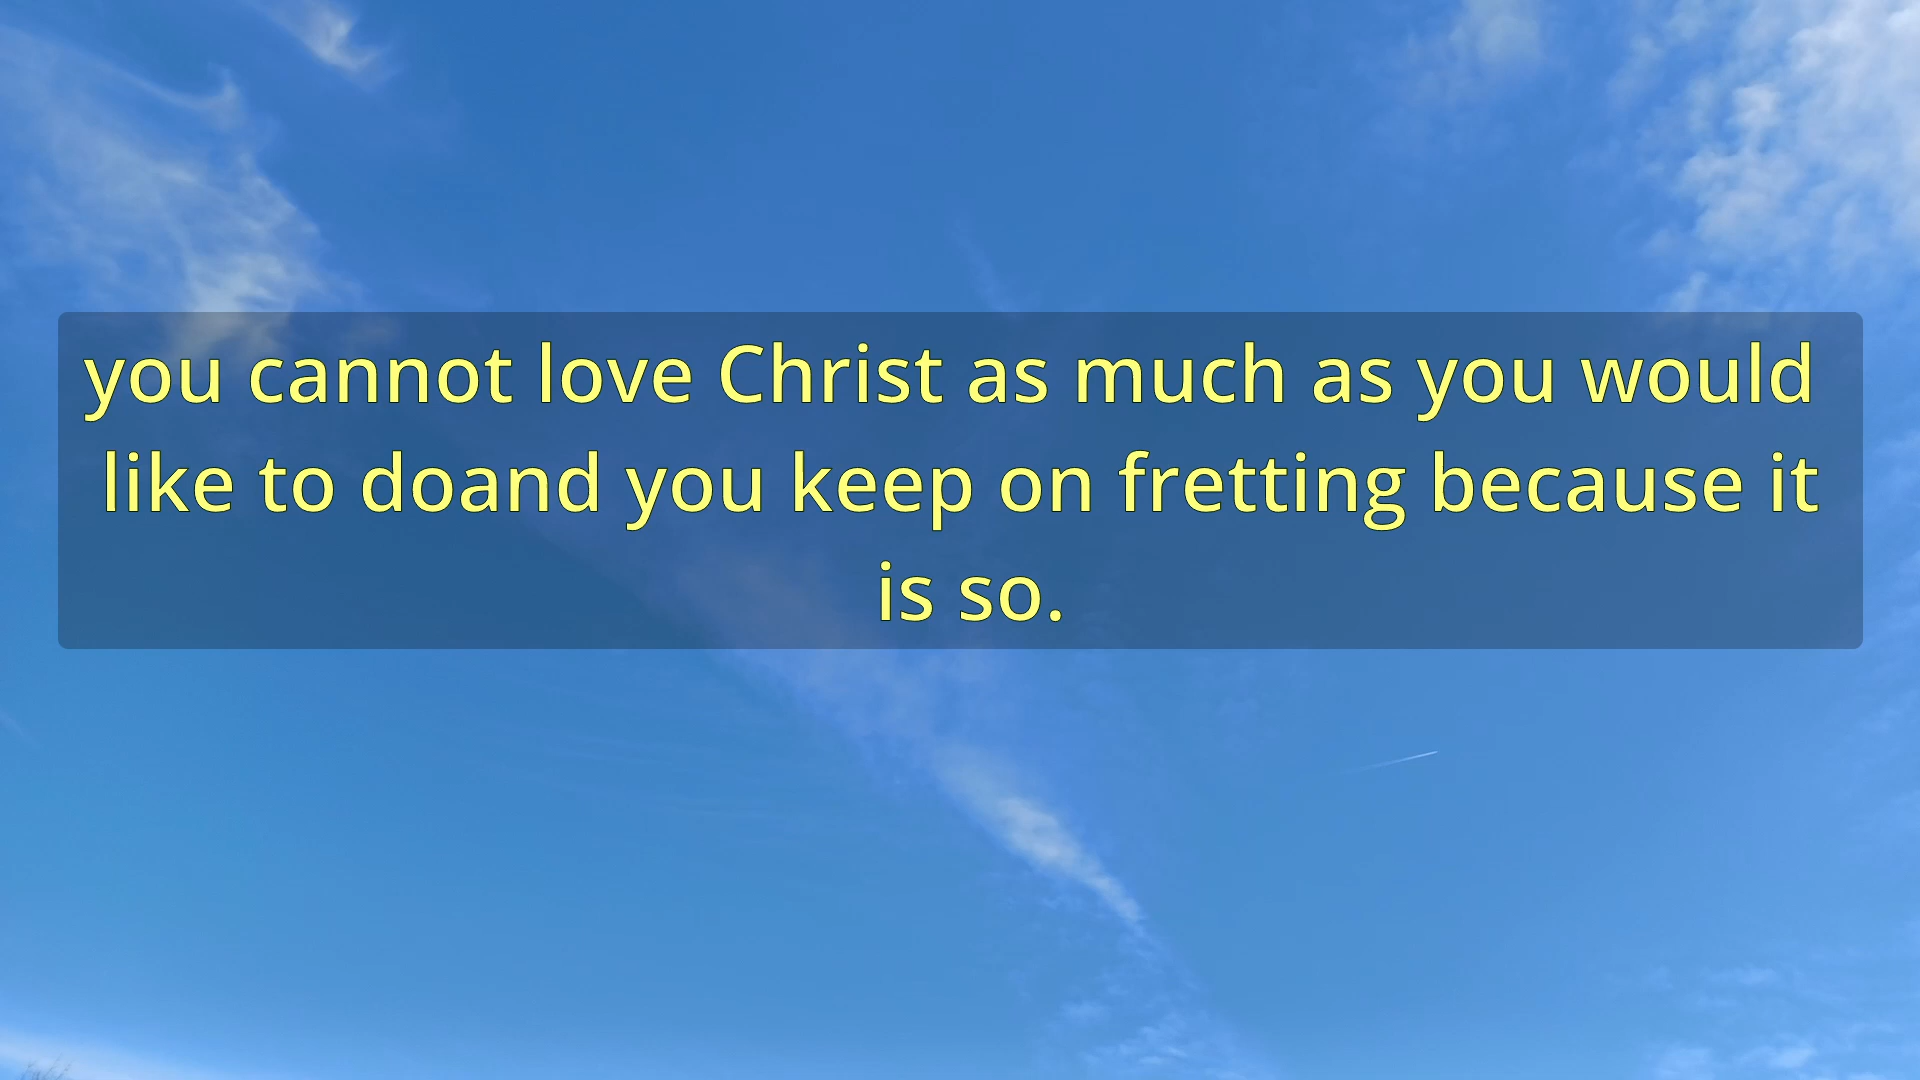 you cannot love Christ as much as you would
like to doand you keep on fretting because it
is so.